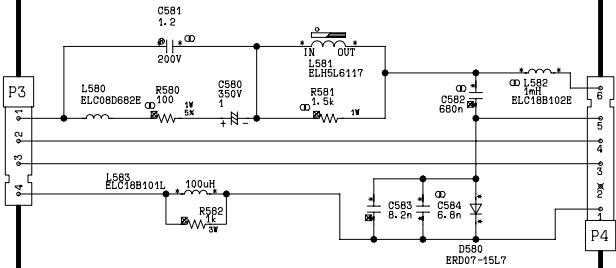 C581
1.2
200V
IN OUT
L581
ELH5L6117
P3
L580
ELC08D682E
R580
100
1W
5%
C580
350V
1
+ -
R581
1.5k
1W
C582
680n
L582
1mH
ELC18B102E
1
2
3
4
6
5
4
3
2
1
L583
ELC18B101L
100uH
R582
1k
3W
C583
8.2n
C584
6.8n
D580
ERD07-15L7
P4